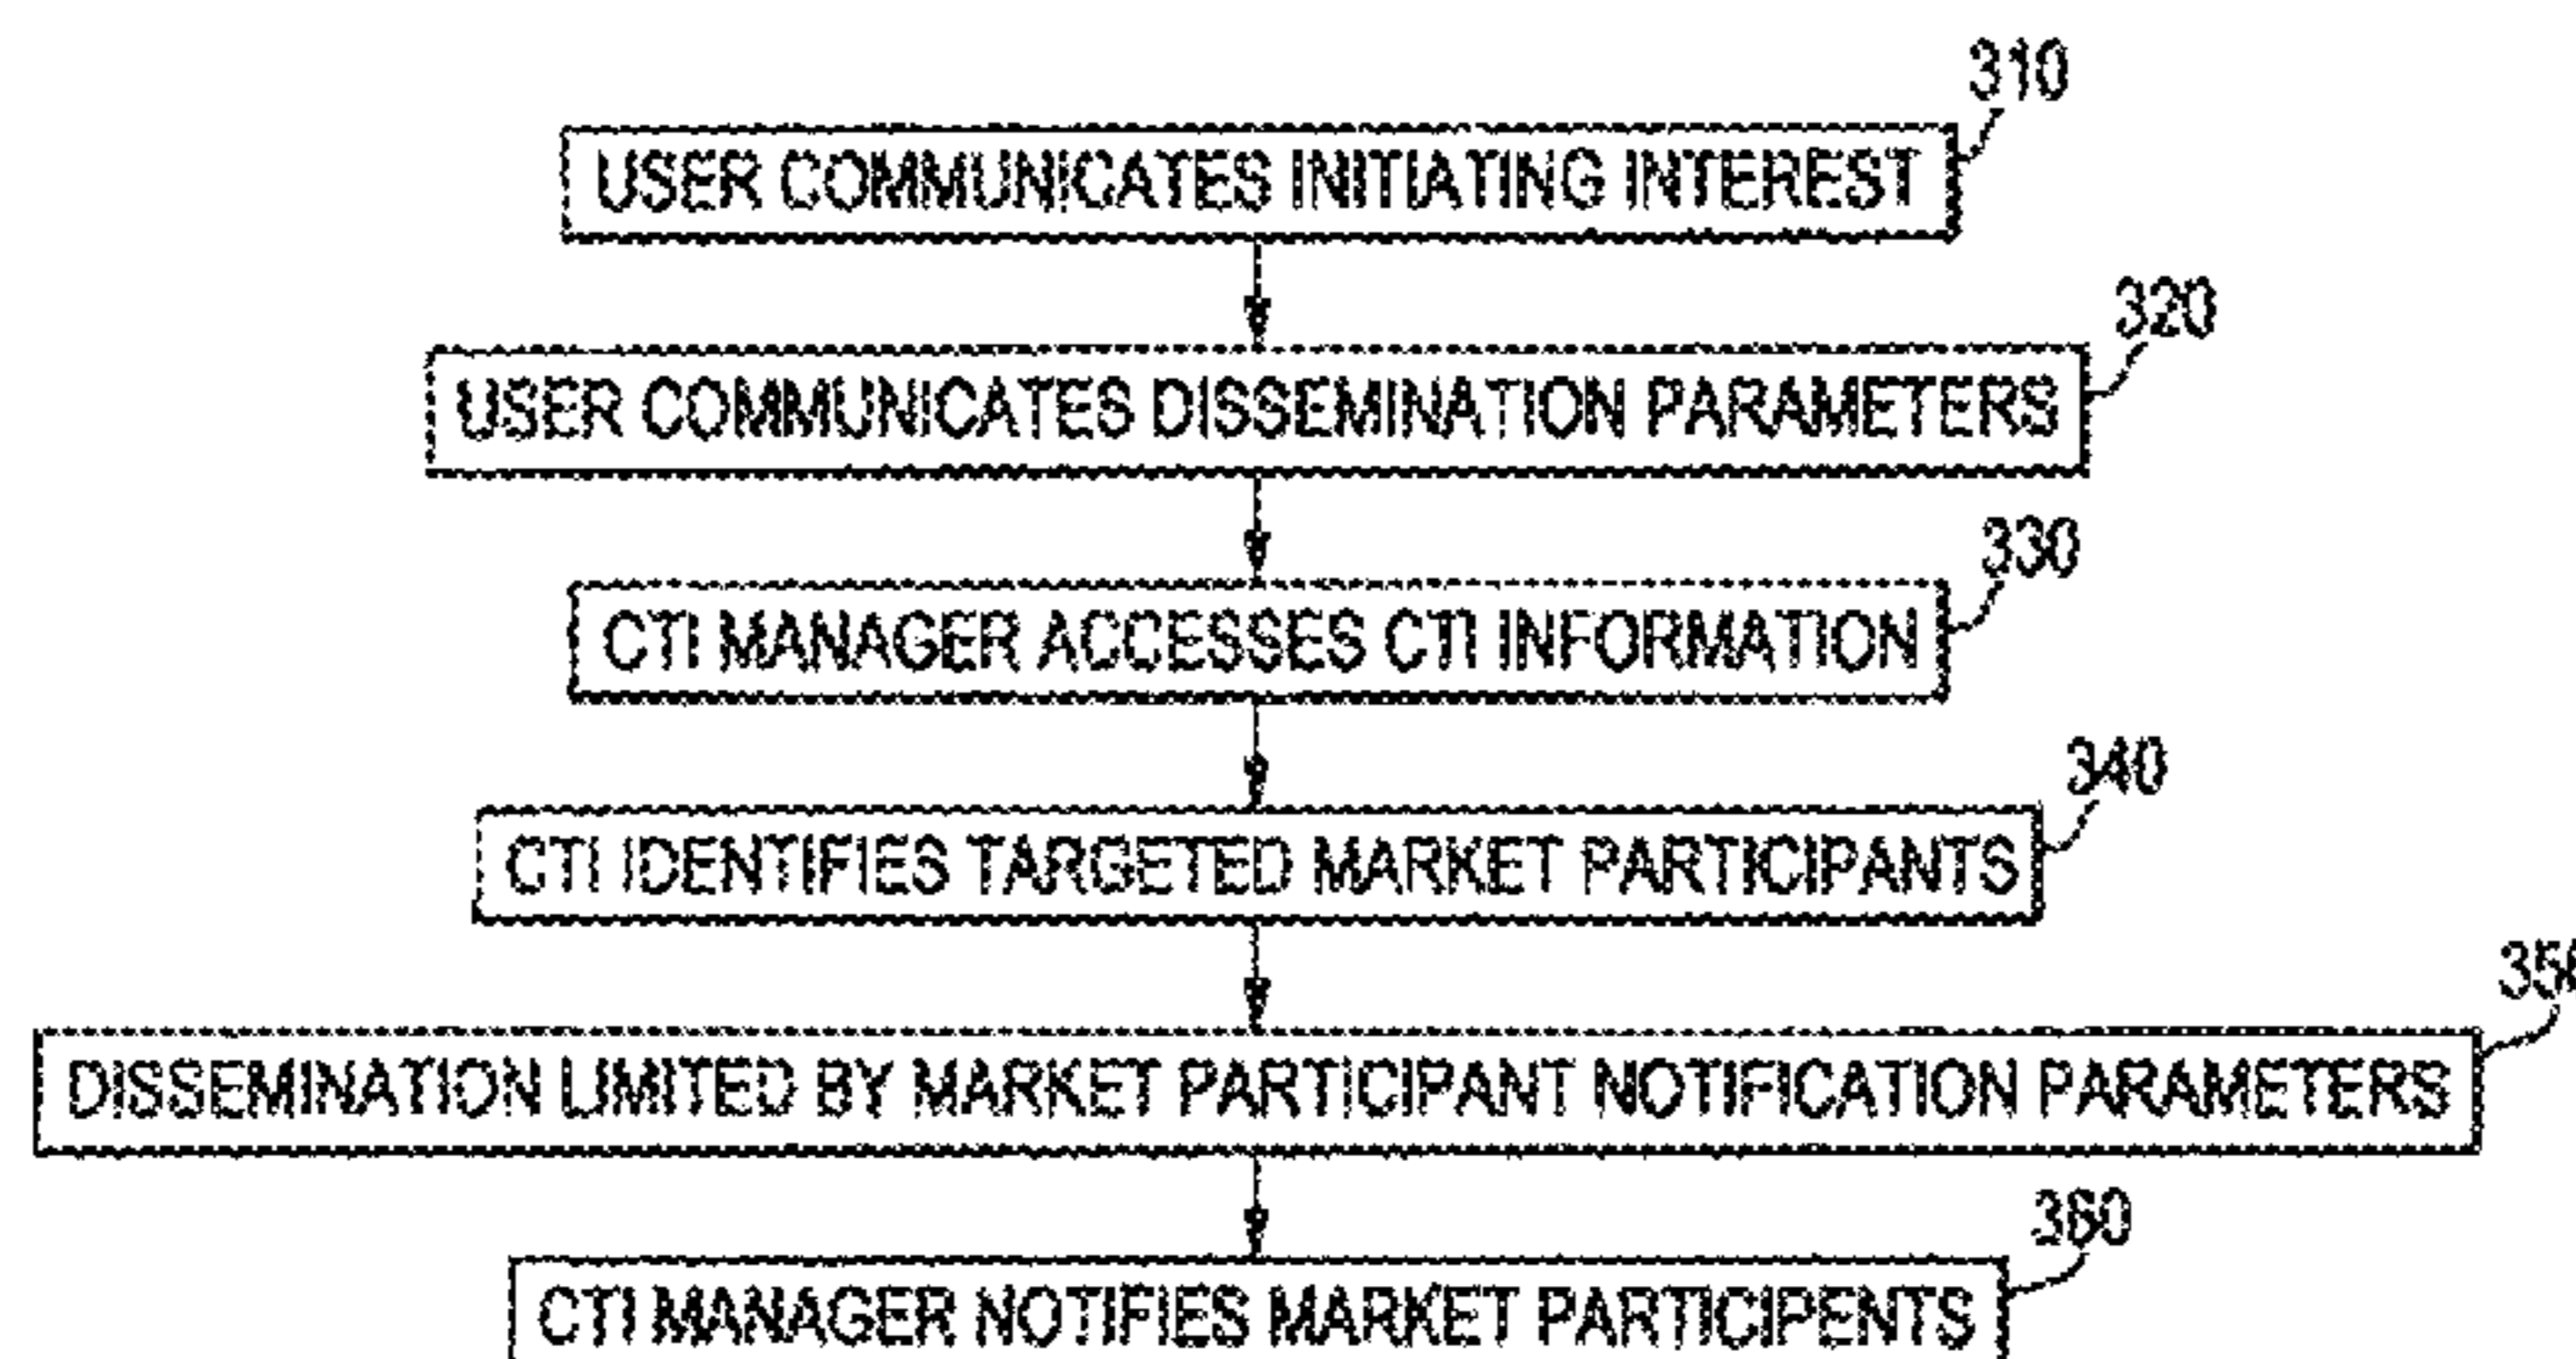 310
USER COMMUNICATES INITIATING INTEREST
320
USER COMMUNICATES DISSEMINATION PARAMETERS
330
CTI MANAGER ACCESSES CTI INFORMATION
340
CTI IDENTIFIES TARGETED MARKET PARTICIPANTS
350
DISSEMINATION LIMITED BY MARKET PARTICIPANT NOTIFICATION PARAMETERS
360
CTI MANAGER NOTIFIES MARKET PARTICIPENTS